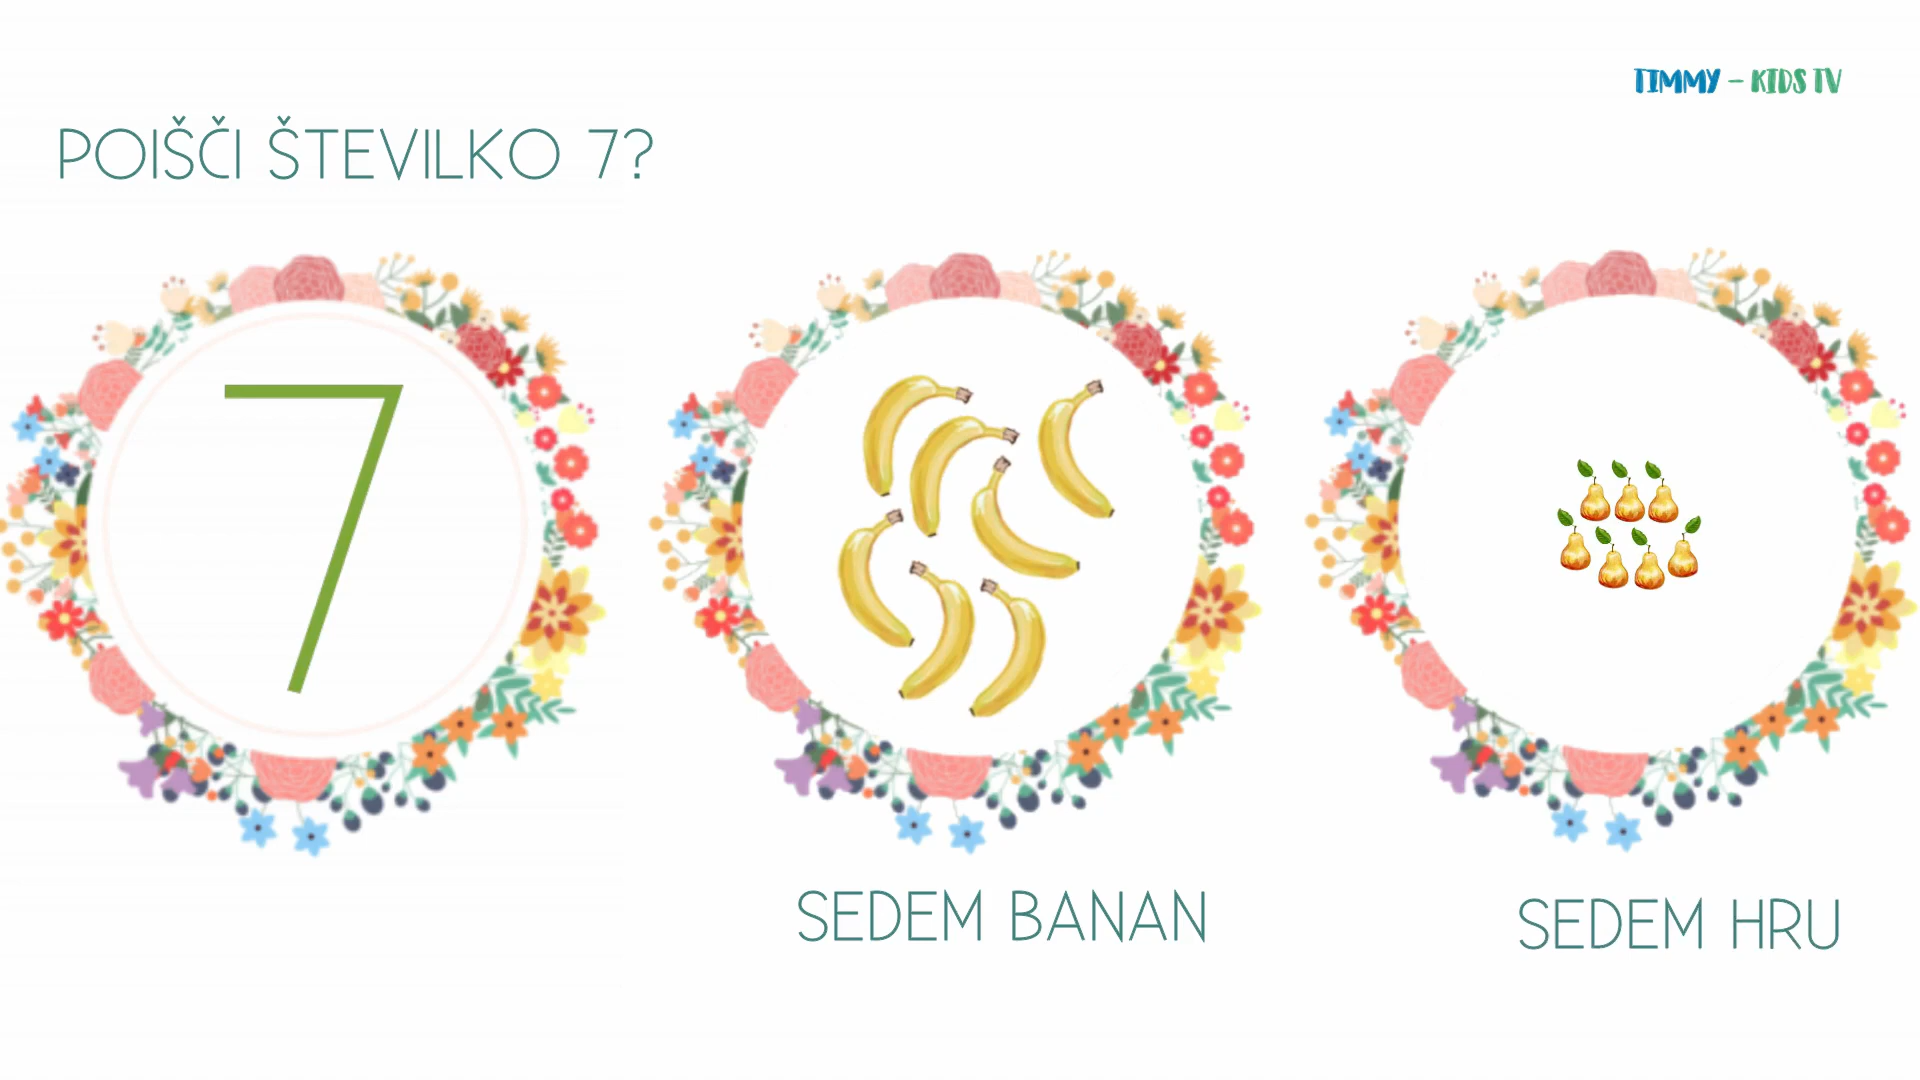 TIMMY - KIDS TV
POIŠČI ŠTEVILKO 7?
7
SEDEM BANAN
SEDEM HRU